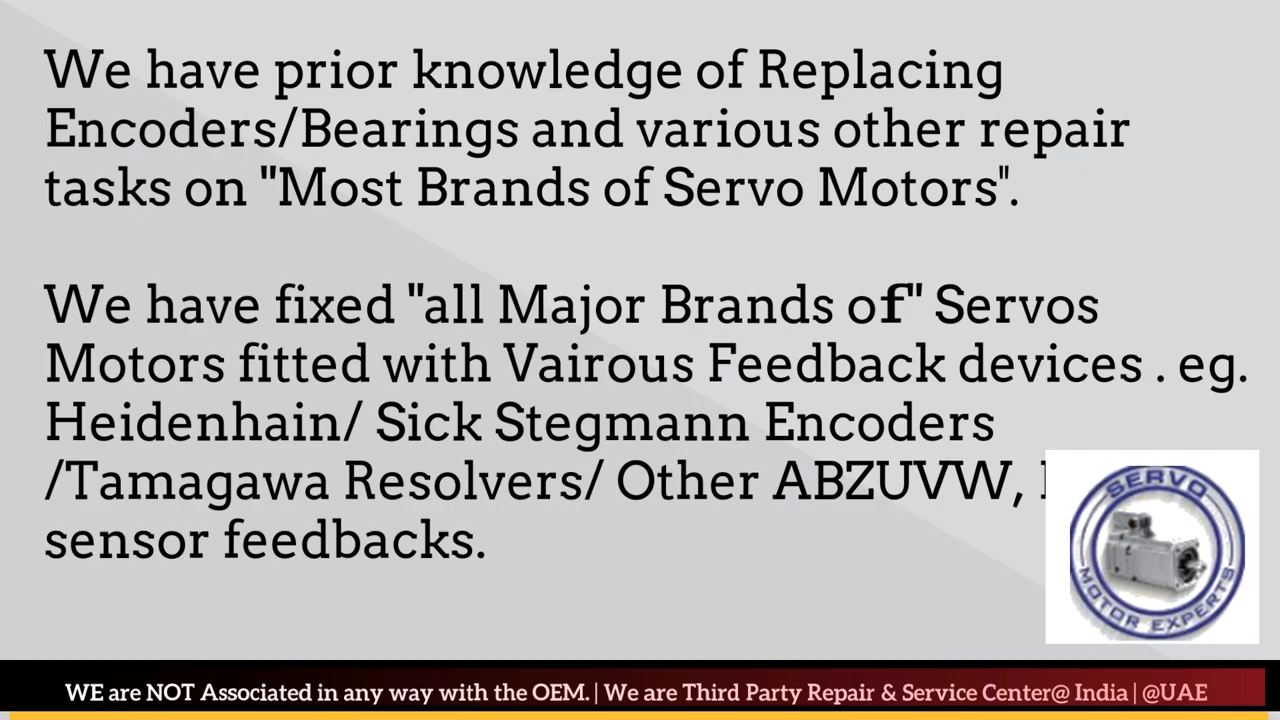 We have prior knowledge of Replacing
Encoders/Bearings and various other repair
tasks on "Most Brands of Servo Motors".
We have fixed "all Major Brands of" Servos
Motors fitted with Vairous Feedback devices . eg.
Heidenhain/ Sick Stegmann Encoders
/Tamagawa Resolvers/ Other ABZUVW,
sensor feedbacks.
SERVO
MOTOR EXPERTS
WE are NOT Associated in any way with the OEM. | We are Third Party Repair & Service Center@ India | @UAE